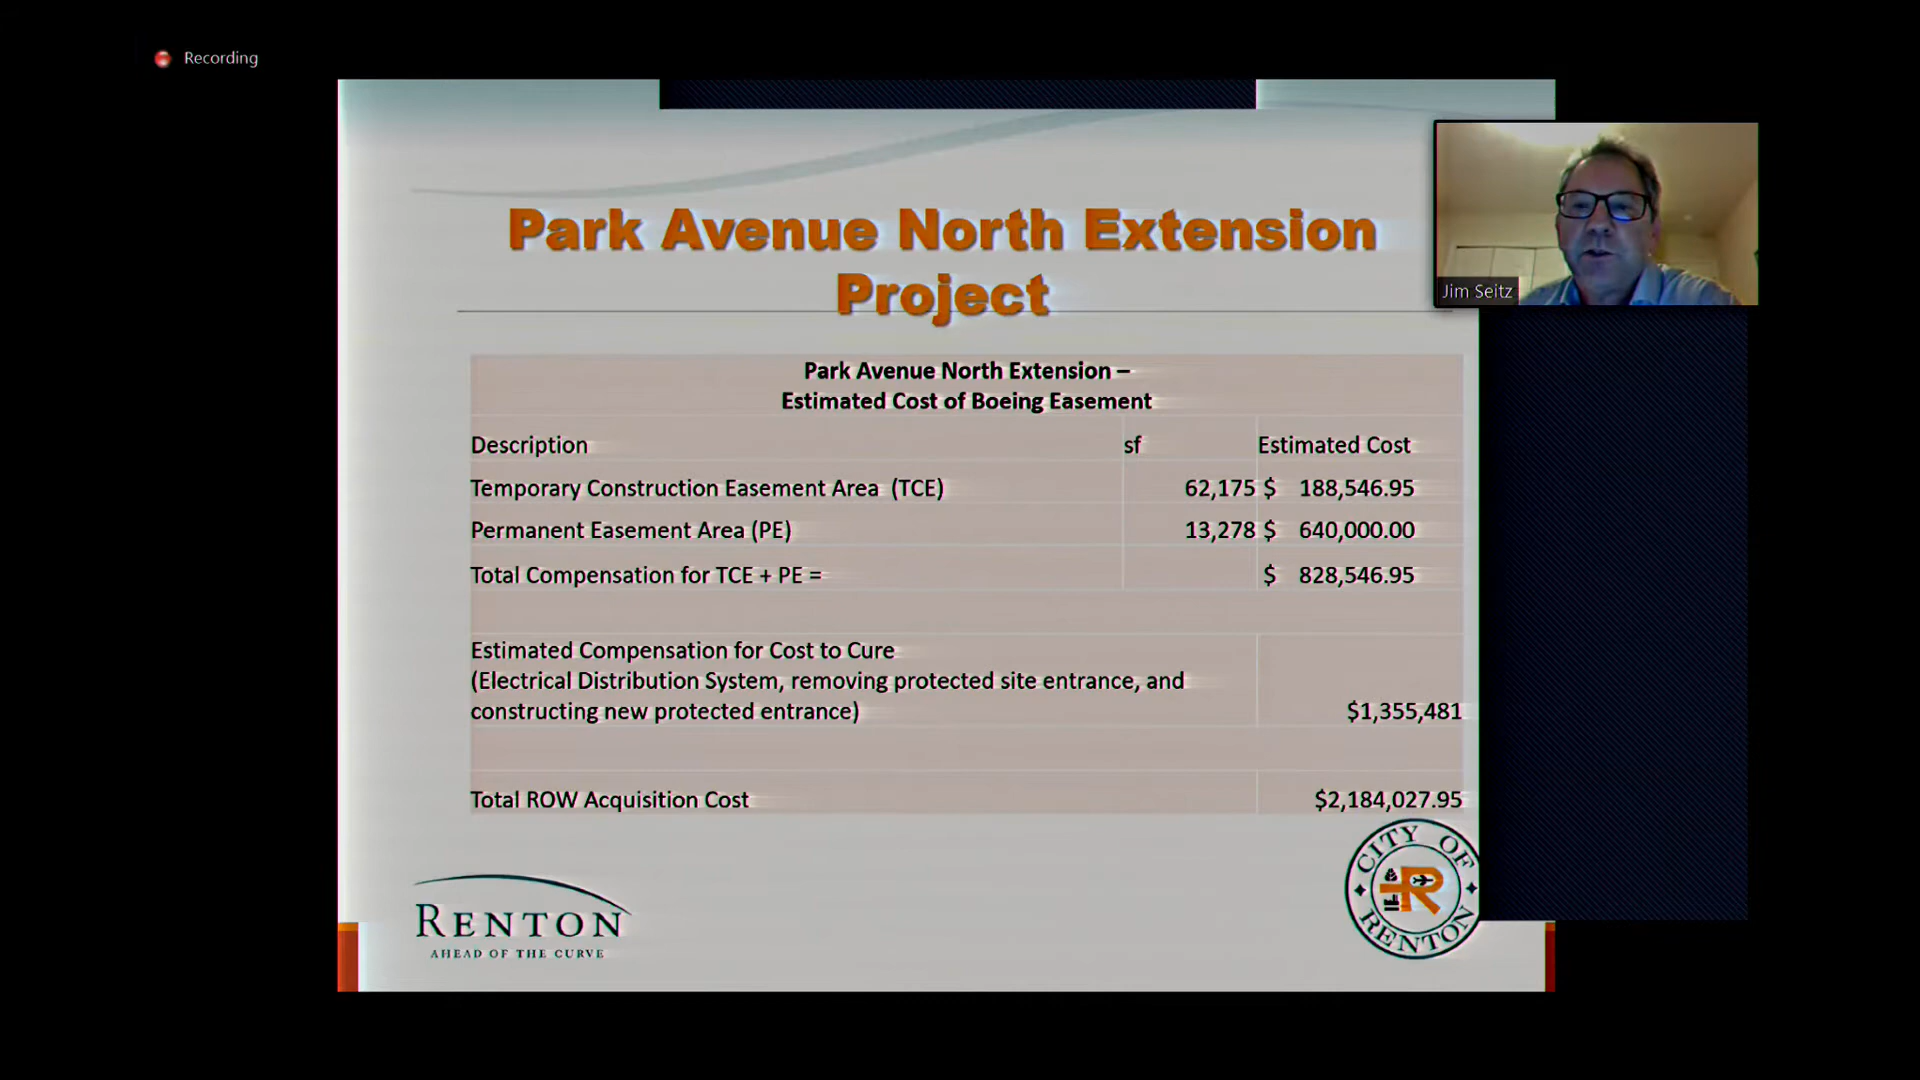 Recording
Park Avenue North Extension
Project
Jim Seitz
Park Avenue North Extension –
Estimated Cost of Boeing Easement
Description sf Estimated Cost
Temporary Construction Easement Area (TCE) 62,175 $ 188,546.95
Permanent Easement Area (PE) 13,278 $ 640,000.00
Total Compensation for TCE + PE = $ 828,546.95
Estimated Compensation for Cost to Cure
(Electrical Distribution System, removing protected site entrance, and
constructing new protected entrance) $1,355,481
Total ROW Acquisition Cost $2,184,027.95
RENTON
AHEAD OF THE CURVE
CITY OF
R
RENTON